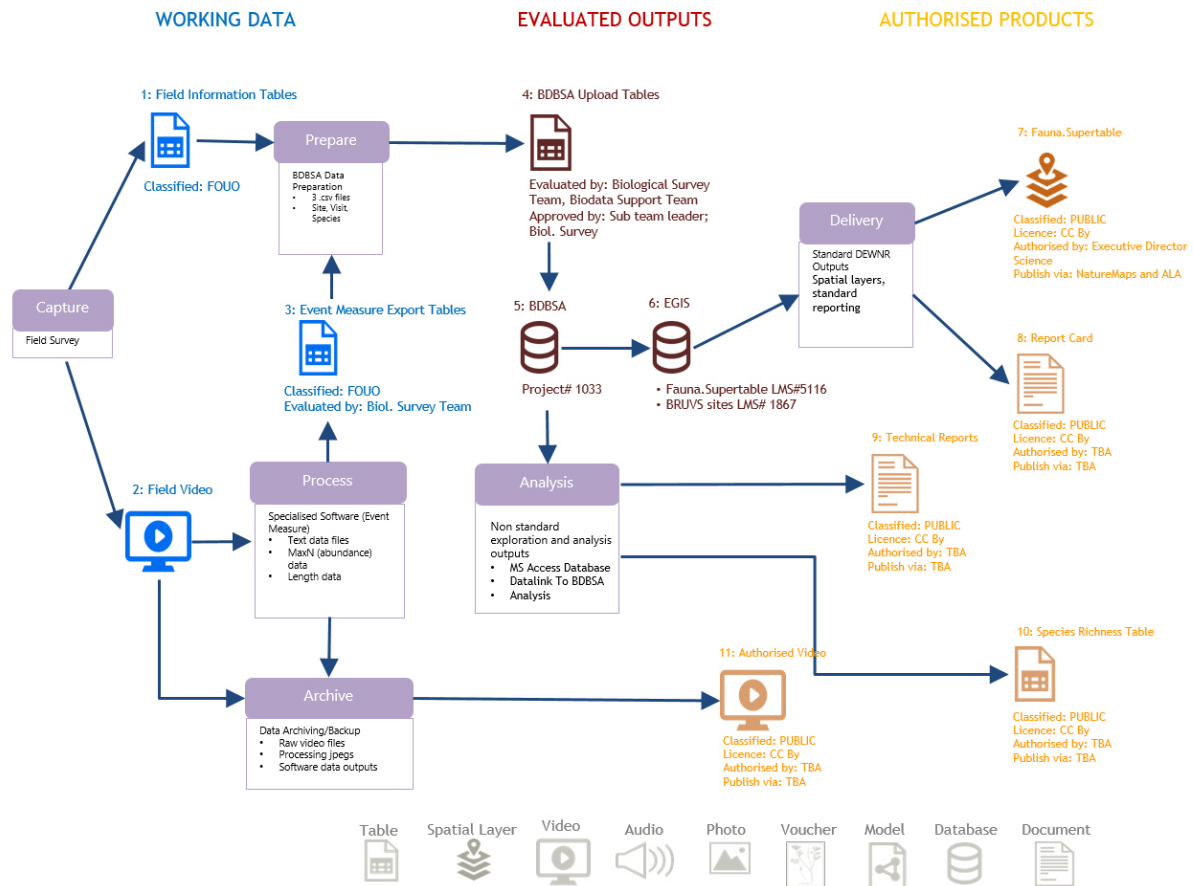 WORKING DATA
EVALUATED OUTPUTS
AUTHORISED PRODUCTS
1: Field Information Tables
Classified: FOUO
Prepare
BDBSA Data
Preparation
• 3 .csv files
• Site, Visit,
Species
4: BDBSA Upload Tables
Evaluated by: Biological Survey
Team, Biodata Support Team
Approved by: Sub team leader;
Biol. Survey
7: Fauna.Supertable
Classified: PUBLIC
Licence: CC By
Authorised by: Executive Director
Science
Publish via: NatureMaps and ALA
Delivery
Standard DEWNR
Outputs
Spatial layers,
standard
reporting
Capture
Field Survey
3: Event Measure Export Tables
Classified: FOUO
Evaluated by: Biol. Survey Team
5: BDBSA
Project# 1033
6: EGIS
• Fauna.Supertable LMS#5116
• BRUVS sites LMS# 1867
8: Report Card
Classified: PUBLIC
Licence: CC By
Authorised by: TBA
Publish via: TBA
2: Field Video
Process
Specialised Software (Event
Measure)
• Text data files
• MaxN (abundance)
data
• Length data
Analysis
Non standard
exploration and analysis
outputs
• MS Access Database
• Datalink To BDBSA
• Analysis
9: Technical Reports
Classified: PUBLIC
Licence: CC By
Authorised by: TBA
Publish via: TBA
10: Species Richness Table
Classified: PUBLIC
Licence: CC By
Authorised by: TBA
Publish via: TBA
Archive
Data Archiving/Backup
• Raw video files
• Processing jpegs
• Software data outputs
11: Authorised Video
Classified: PUBLIC
Licence: CC By
Authorised by: TBA
Publish via: TBA
Table
Spatial Layer
Video
Audio
Photo
Voucher
Model
Database
Document